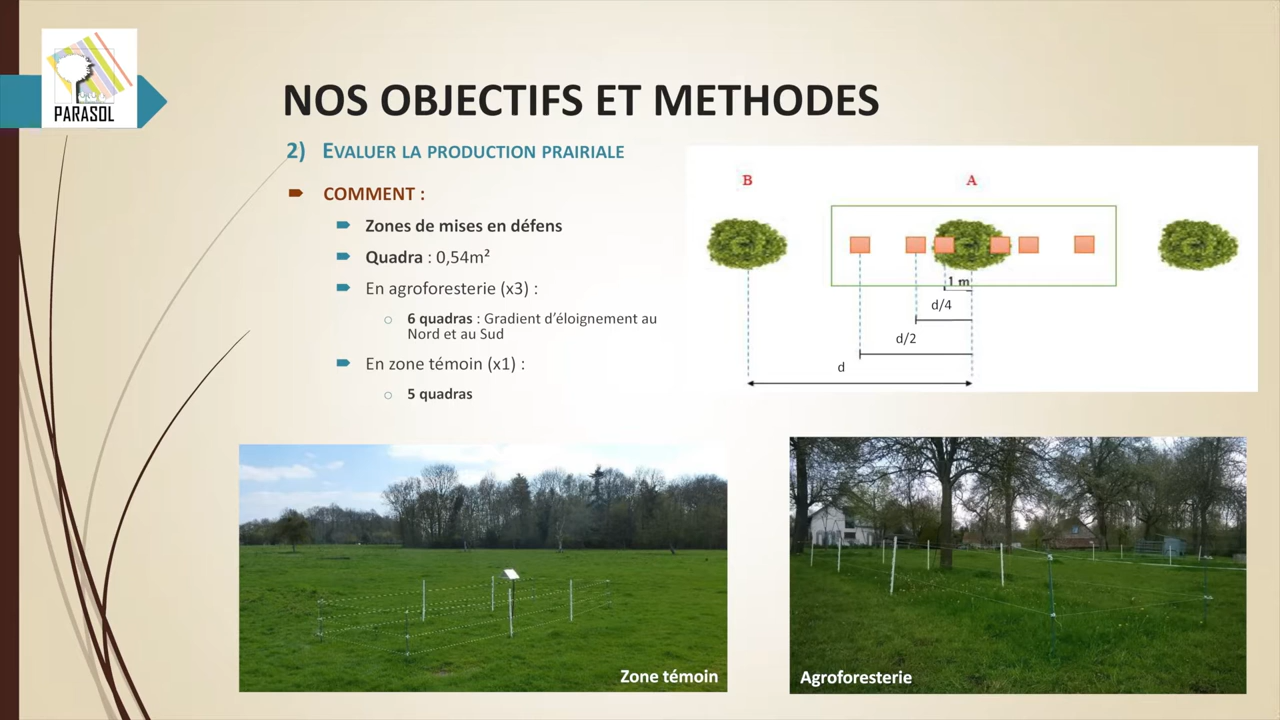 PARASOL
NOS OBJECTIFS ET METHODES
2) EVALUER LA PRODUCTION PRAIRIALE
COMMENT :
Zones de mises en défens
Quadra : 0,54m²
En agroforesterie (x3) :
6 quadras : Gradient d'éloignement au
Nord et au Sud
En zone témoin (x1) :
5 quadras
B
A
1 m
d/4
d/2
d
Zone témoin
Agroforesterie